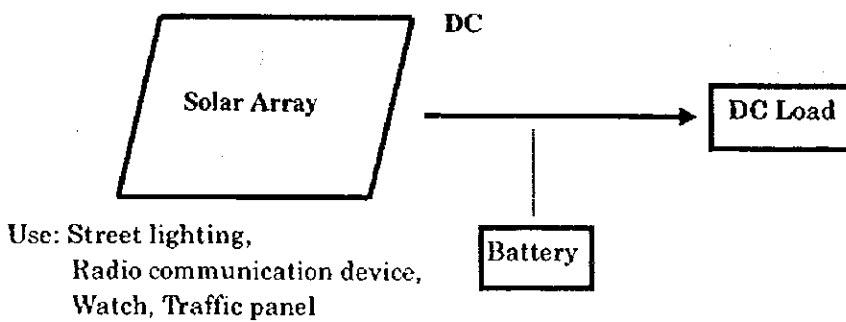 DC
Solar Array
DC Load
Use: Street lighting,
Radio communication device,
Watch, Traffic panel
Battery